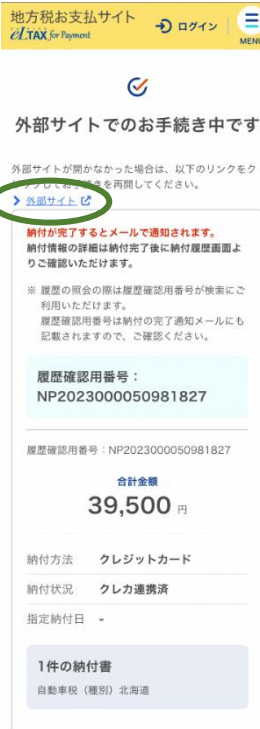 地方税お支払サイト
eLTAX for Payment
ログイン
MENU
外部サイトでのお手続き中です
外部サイトが開かなかった場合は、以下のリンクをク
してお手続きを再開してください。
外部サイト
納付が完了するとメールで通知されます。
納付情報の詳細は納付完了後に納付履歴画面よ
りご確認いただけます。
※ 履歴の照会の際は履歴確認用番号が検索にご
利用いただけます。
履歴確認用番号は納付の完了通知メールにも
記載されますので、ご確認ください。
履歴確認用番号：
NP2023000050981827
履歴確認用番号：NP2023000050981827
合計金額
39,500 円
納付方法 クレジットカード
納付状況 クレカ連携済
指定納付日 -
1件の納付書
自動車税（種別）北海道